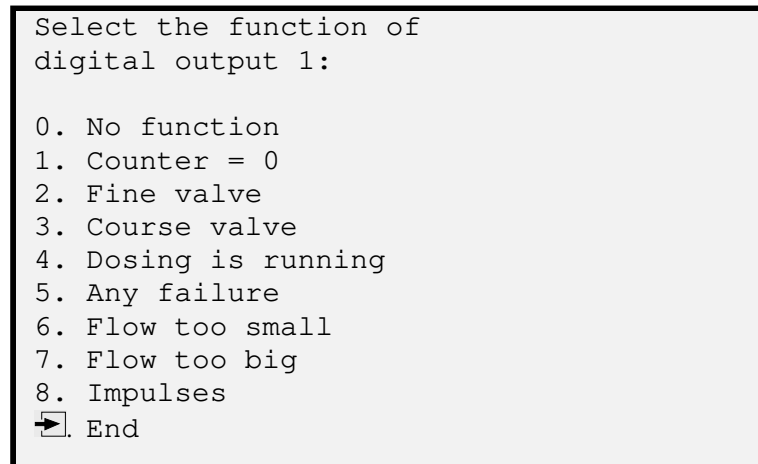 Select the function of
digital output 1:
0. No function
1. Counter = 0
2. Fine valve
3. Course valve
4. Dosing is running
5. Any failure
6. Flow too small
7. Flow too big
8. Impulses
. End